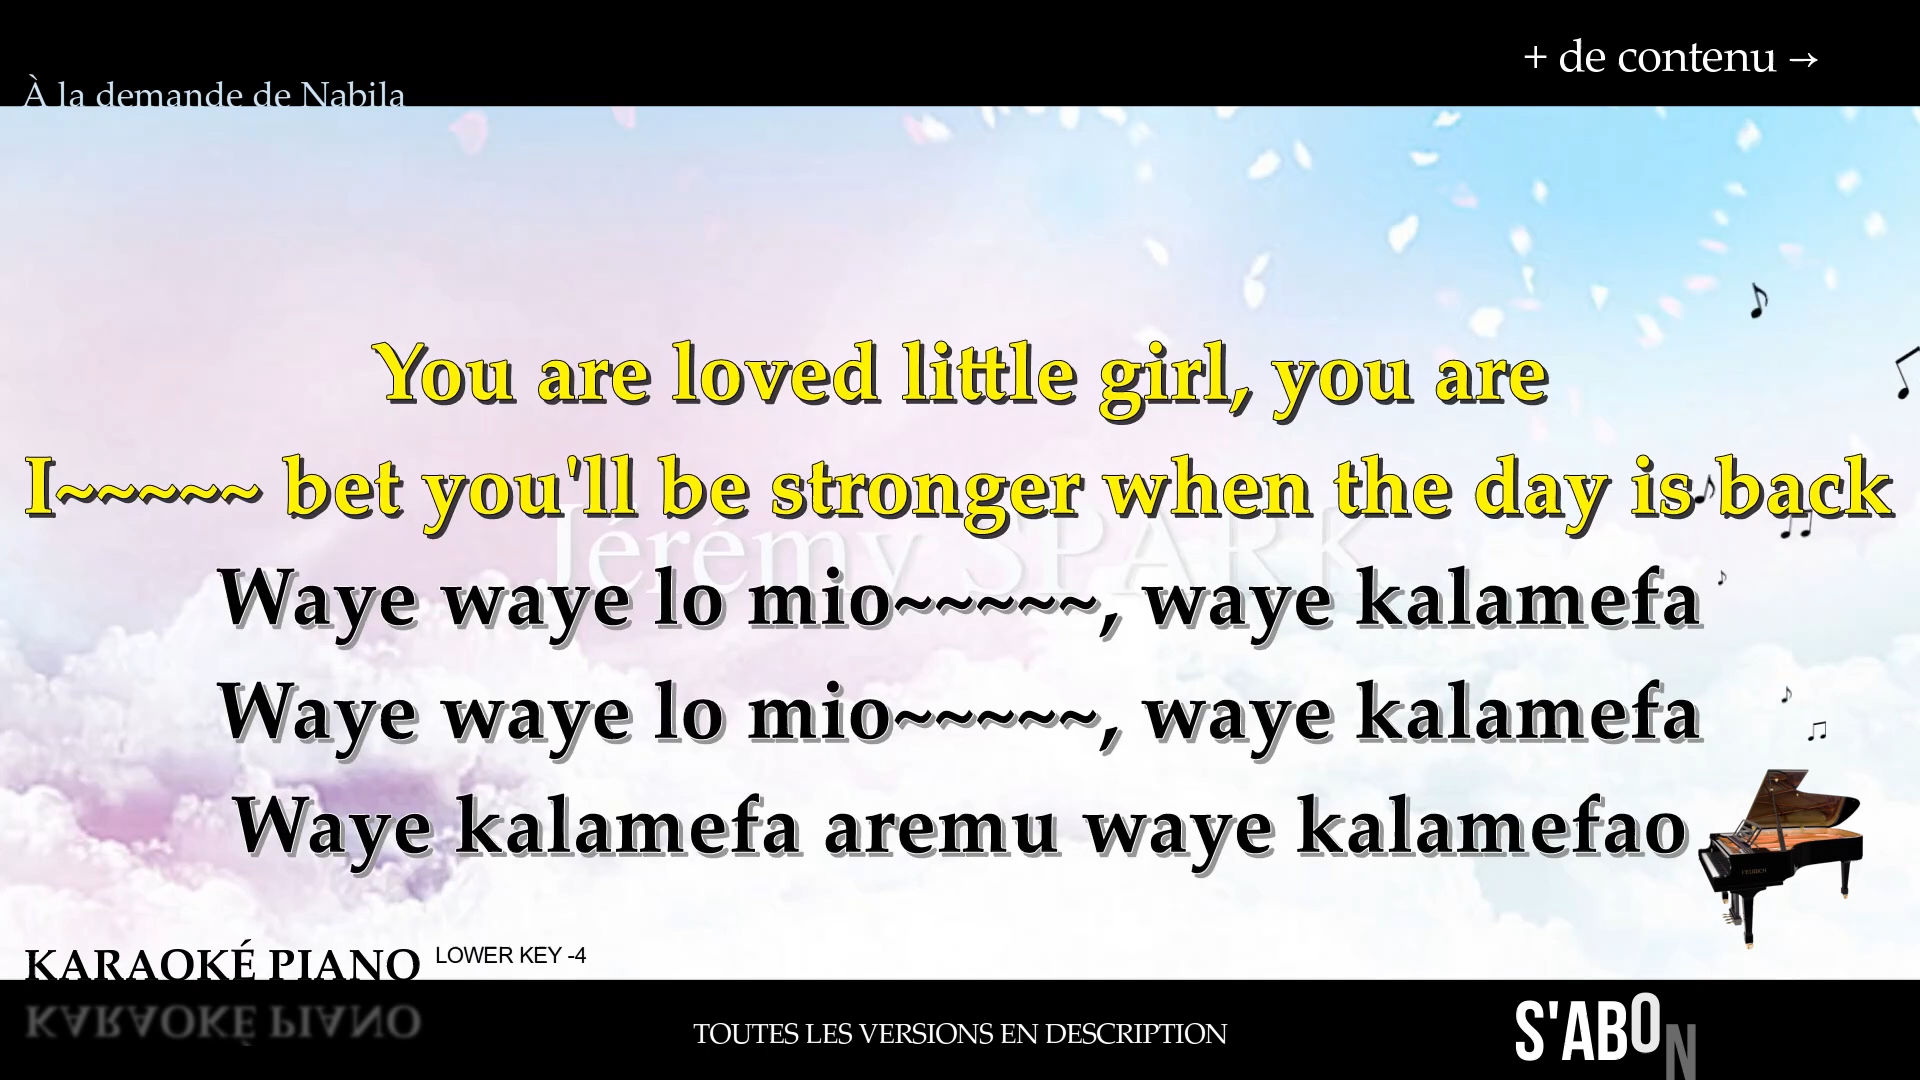 + de contenu →
À la demande de Nabila
You are loved little girl, you are
I~~~~~ bet you'll be stronger when the day is back
Jérémy SPARK
Waye waye lo mio~~~~~, waye kalamefa
Waye waye lo mio~~~~~, waye kalamefa
Waye kalamefa aremu waye kalamefao
KARAOKÉ PIANO LOWER KEY -4
TOUTES LES VERSIONS EN DESCRIPTION
S'ABON